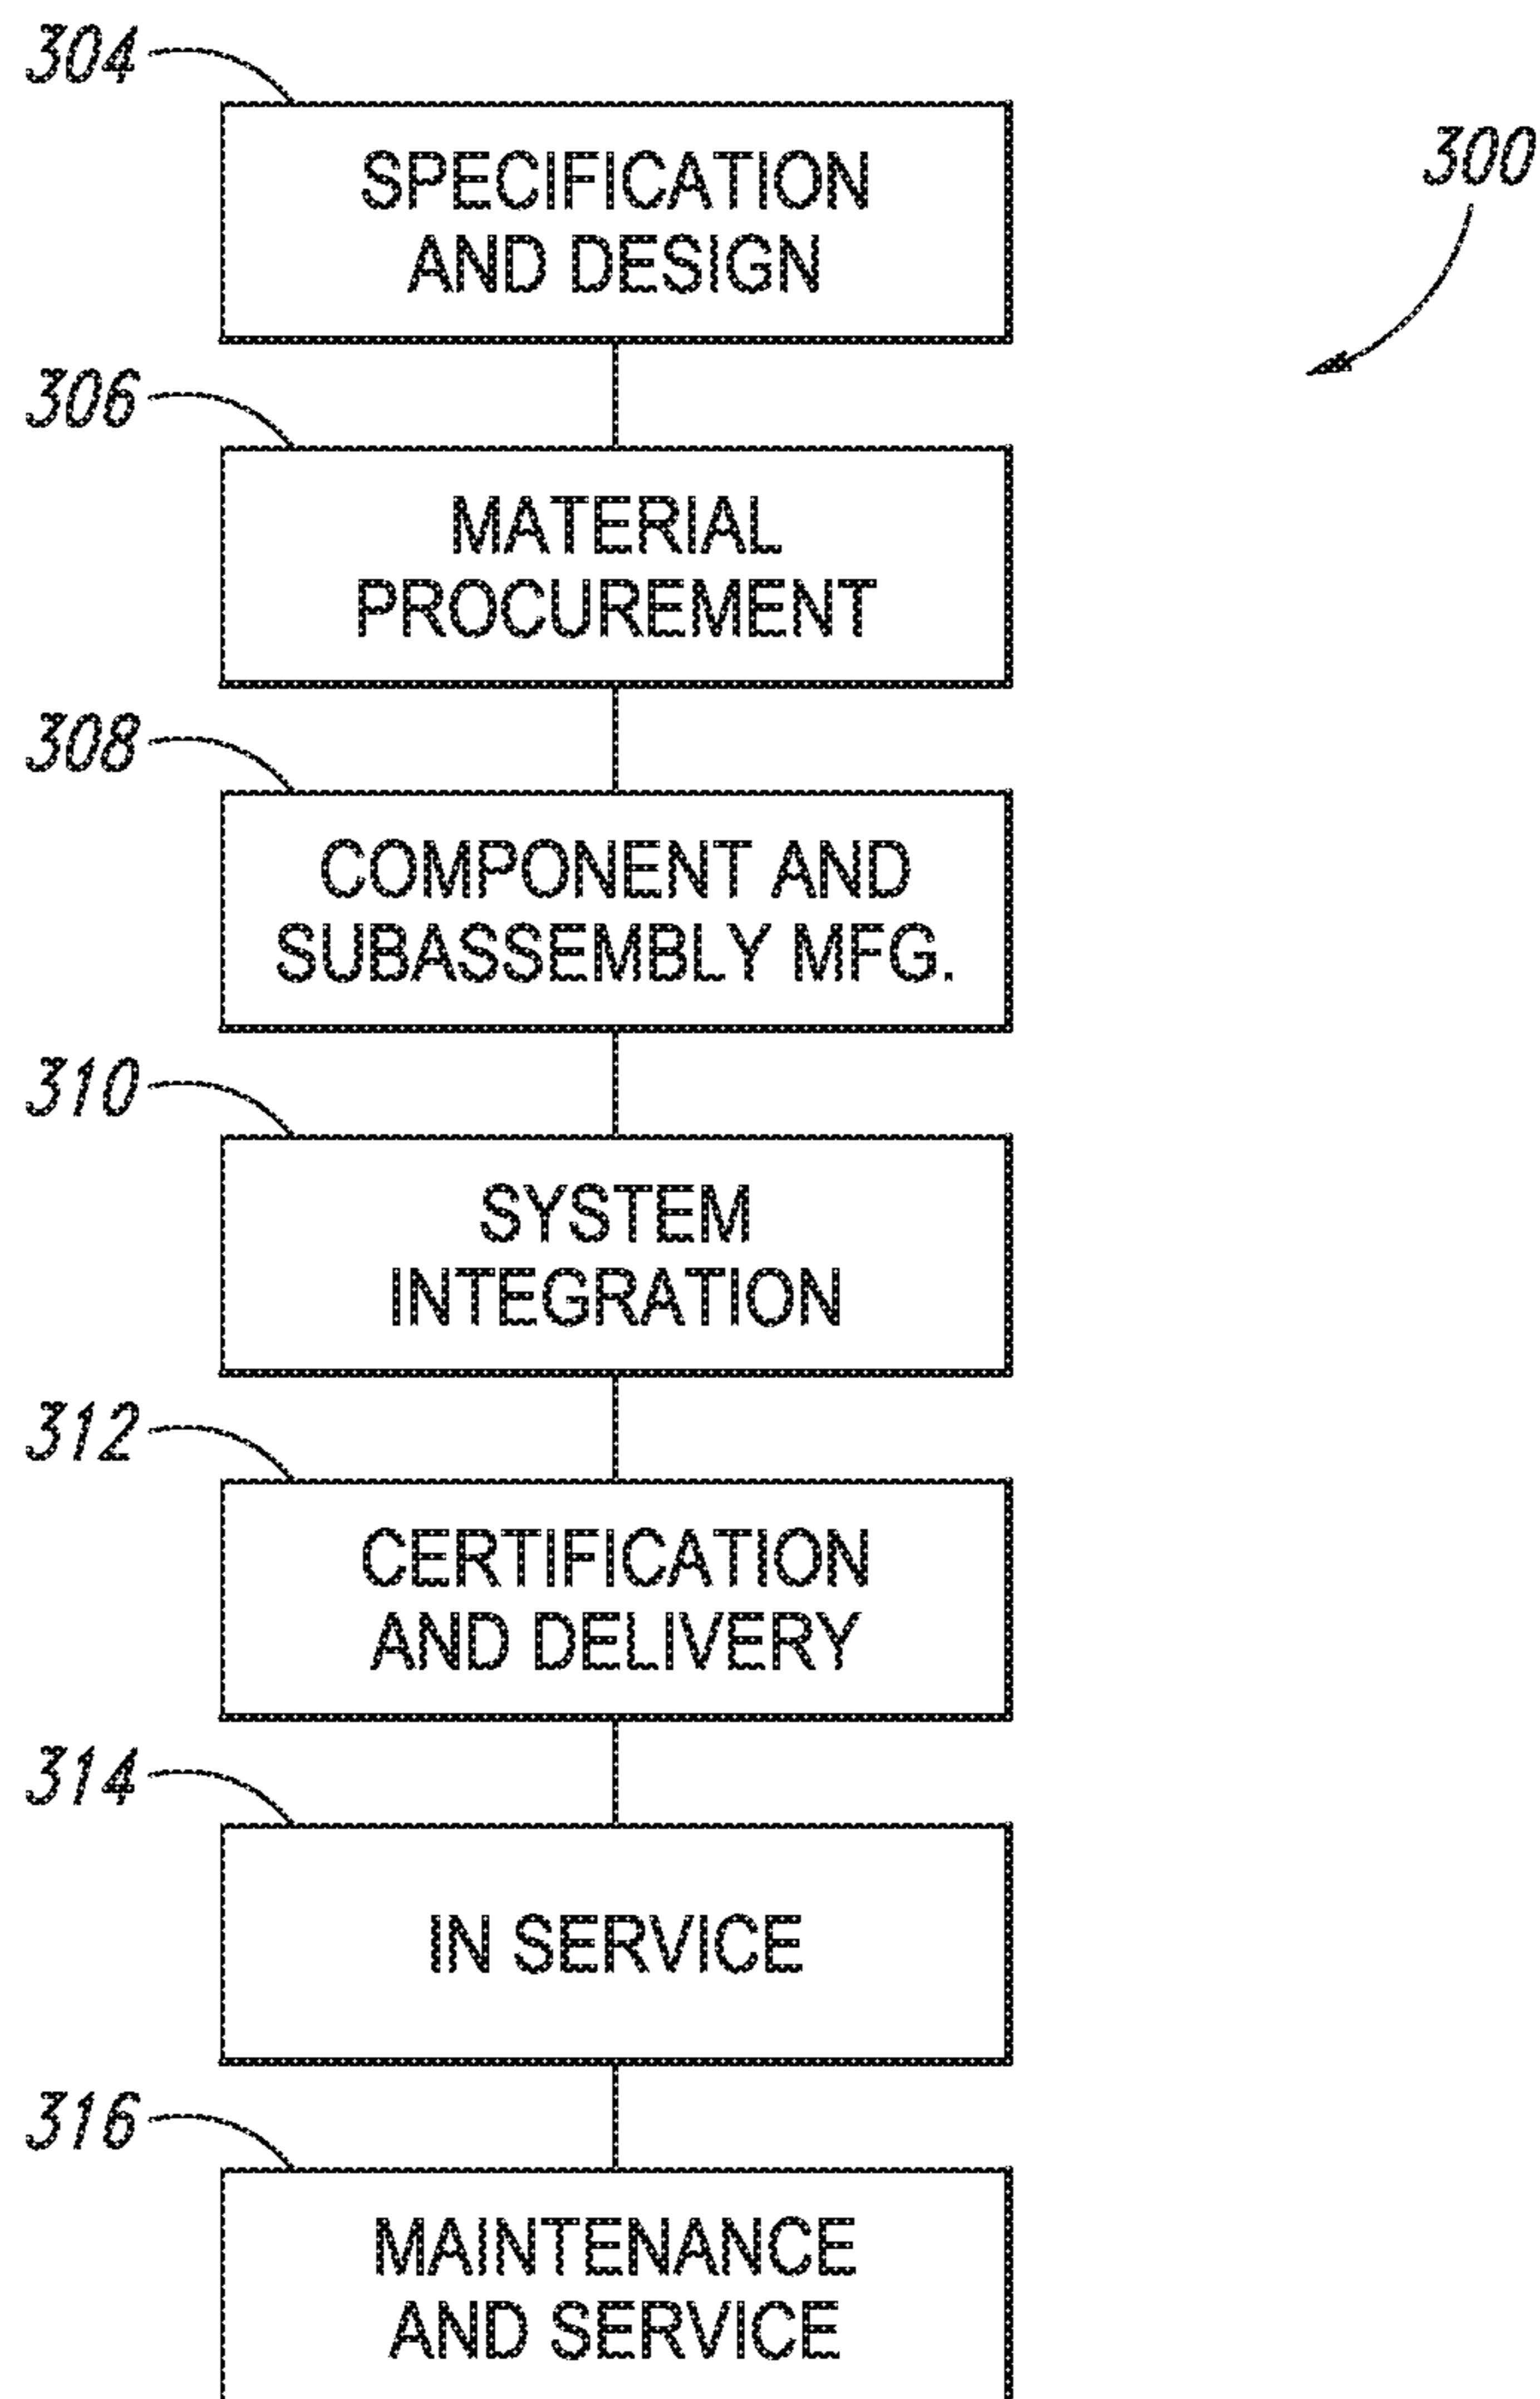 304
SPECIFICATION
AND DESIGN
300
306
MATERIAL
PROCUREMENT
308
COMPONENT AND
SUBASSEMBLY MFG.
310
SYSTEM
INTEGRATION
312
CERTIFICATION
AND DELIVERY
314
IN SERVICE
316
MAINTENANCE
AND SERVICE